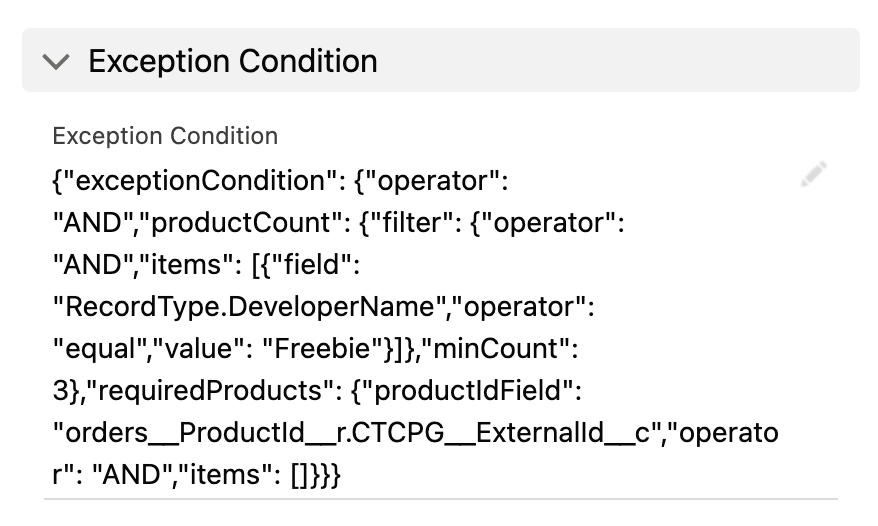 Exception Condition
Exception Condition
{"exceptionCondition": {"operator":
"AND","productCount": {"filter": {"operator":
"AND","items": [{"field":
"RecordType.DeveloperName","operator":
"equal","value": "Freebie"}]},"minCount":
3},"requiredProducts": {"productIdField":
"orders__ProductId__r.CTCPG__ExternalId__c","operato
r": "AND","items": []}}}